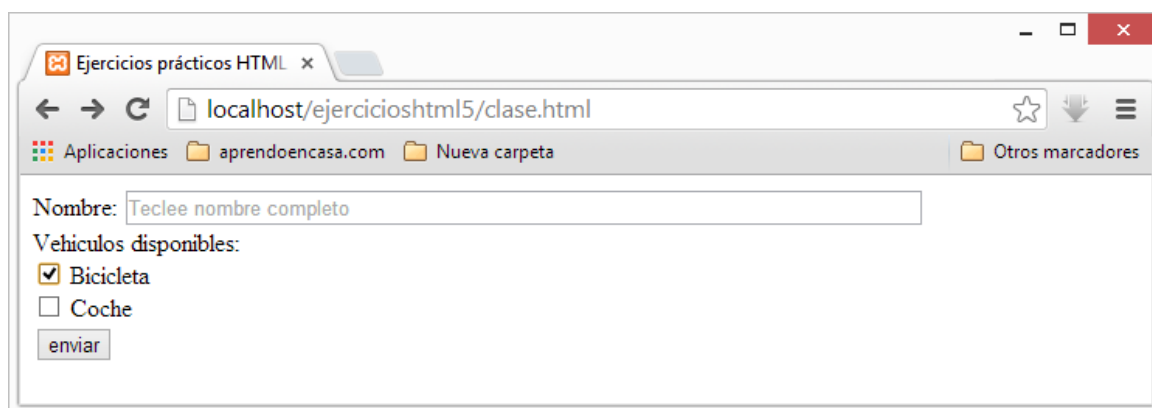 Ejercicios prácticos HTML
localhost/ejercicioshtml5/clase.html
Aplicaciones aprendoencasa.com Nueva carpeta Otros marcadores
Nombre: Teclee nombre completo
Vehiculos disponibles:
Bicicleta
Coche
enviar